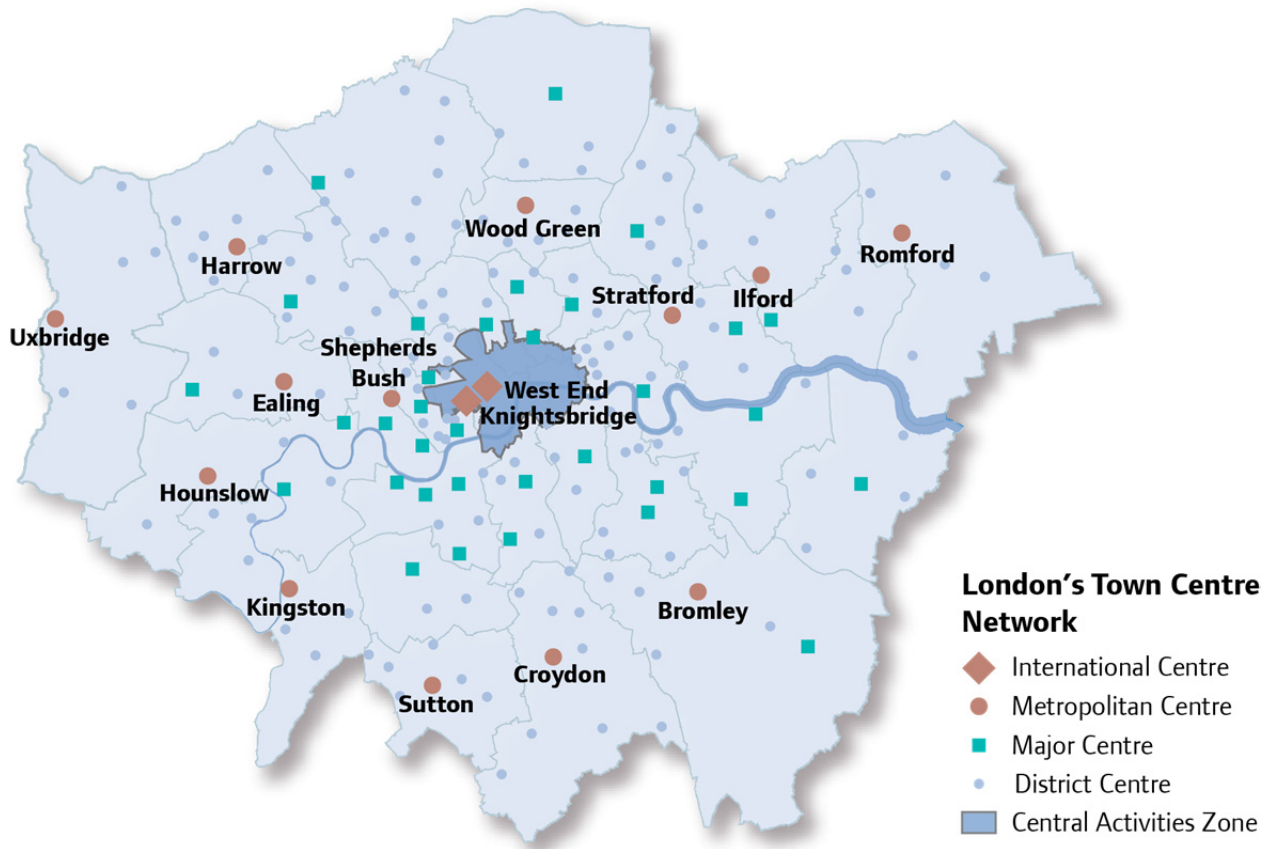 Wood Green
Harrow
Romford
Stratford
Ilford
Uxbridge
Shepherds
Bush
Ealing
West End
Knightsbridge
Hounslow
Kingston
Bromley
Croydon
Sutton
London's Town Centre
Network
International Centre
Metropolitan Centre
Major Centre
District Centre
Central Activities Zone